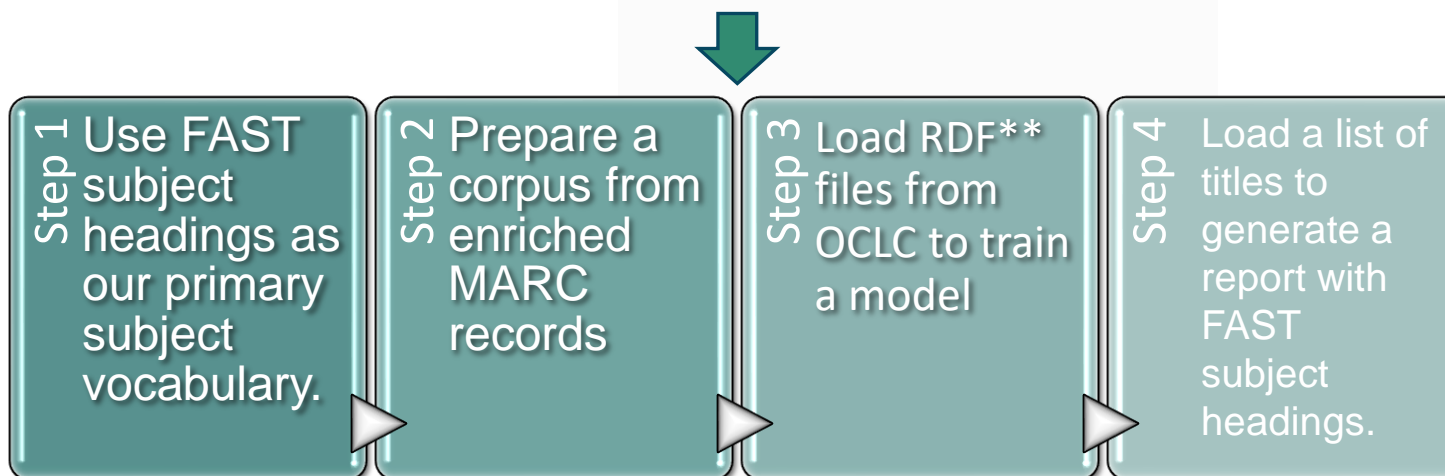 Step 1
Use FAST
subject
headings as
our primary
subject
vocabulary.
Step 2
Prepare a
corpus from
enriched
MARC
records
Step 3
Load RDF**
files from
OCLC to train
a model
Step 4
Load a list of
titles to
generate a
report with
FAST
subject
headings.